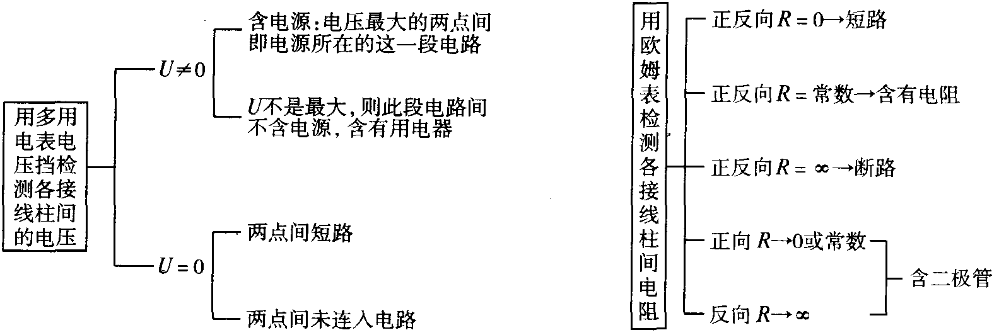 用多用
电表电
压挡检
测各接
线柱间
的电压
U≠0
含电源:电压最大的两点间
即电源所在的这一段电路
U不是最大,则此段电路间
不含电源,含有用电器
U=0
两点间短路
两点间未连入电路
用
欧
姆
表
检
测
各
接
线
柱
间
电
阻
正反向R=0→短路
正反向R=常数→含有电阻
正反向R=∞→断路
正向R→0或常数
反向R→∞
含二极管